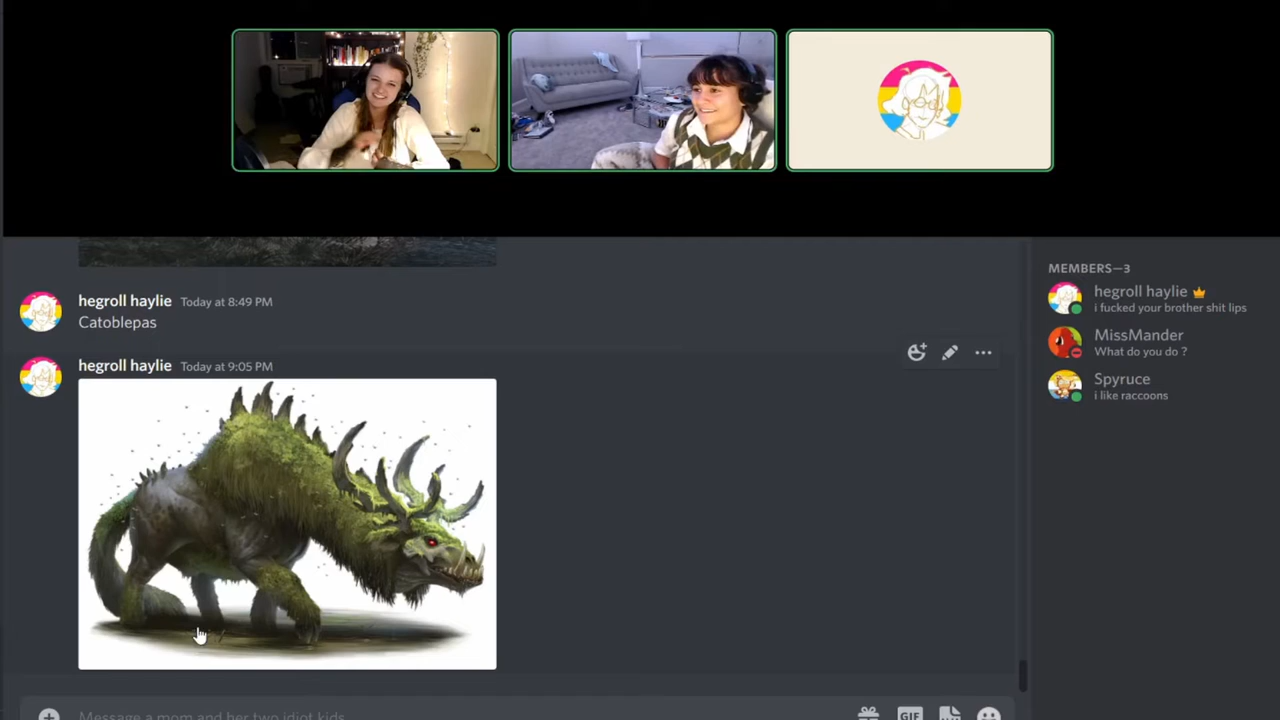 hegroll haylie Today at 8:49 PM
Catoblepas
hegroll haylie Today at 9:05 PM
Message a mom and her two idiot kids
GIF
MEMBERS—3
hegroll haylie
i fucked your brother shit lips
MissMander
What do you do ?
Spyruce
i like raccoons